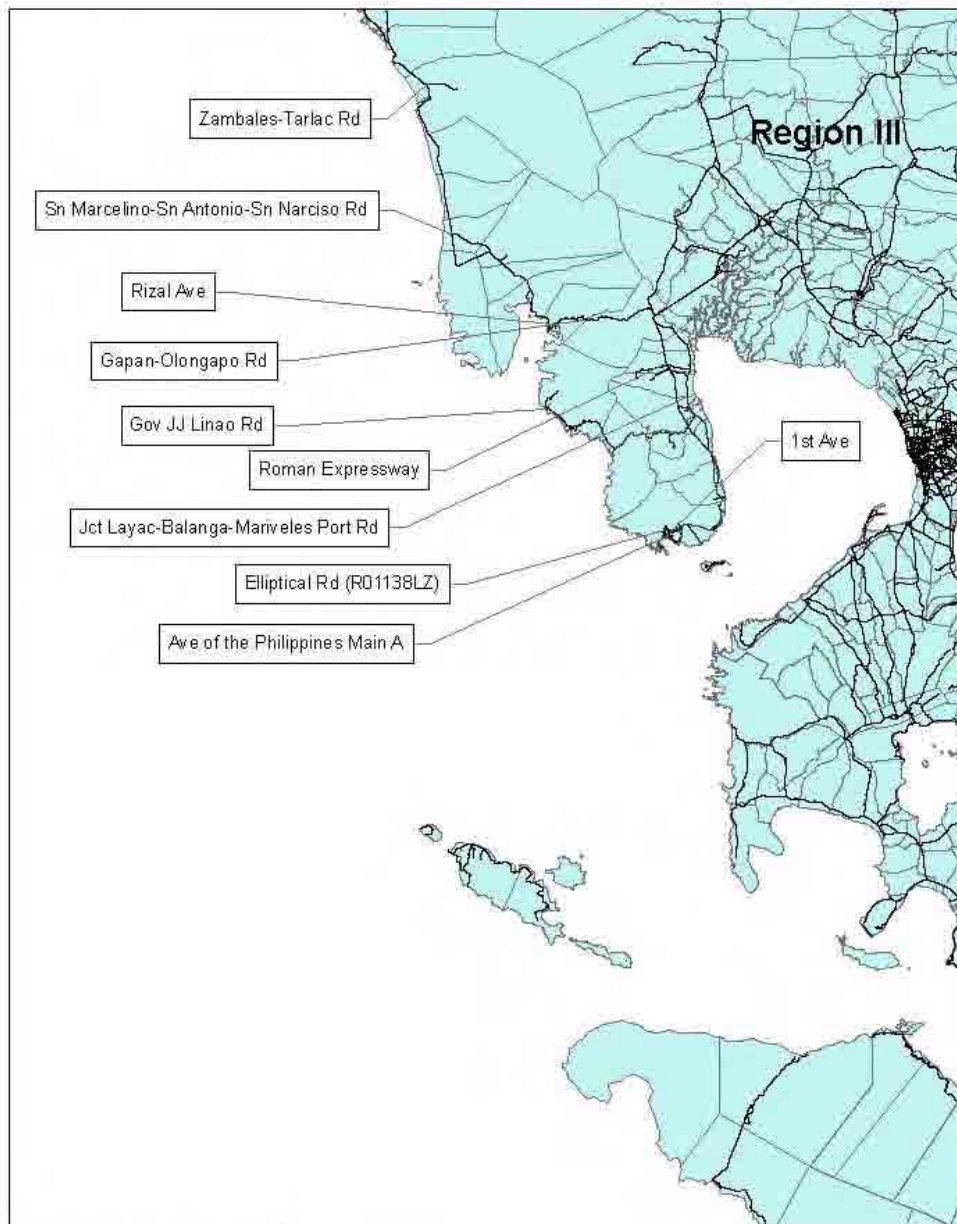 Zambales-Tarlac Rd
Region III
Sn Marcelino-Sn Antonio-Sn Narciso Rd
Rizal Ave
Gapan-Olongapo Rd
Gov JJ Linao Rd
1st Ave
Roman Expressway
Jct Layac-Balanga-Mariveles Port Rd
Elliptical Rd (R01138LZ)
Ave of the Philippines Main A